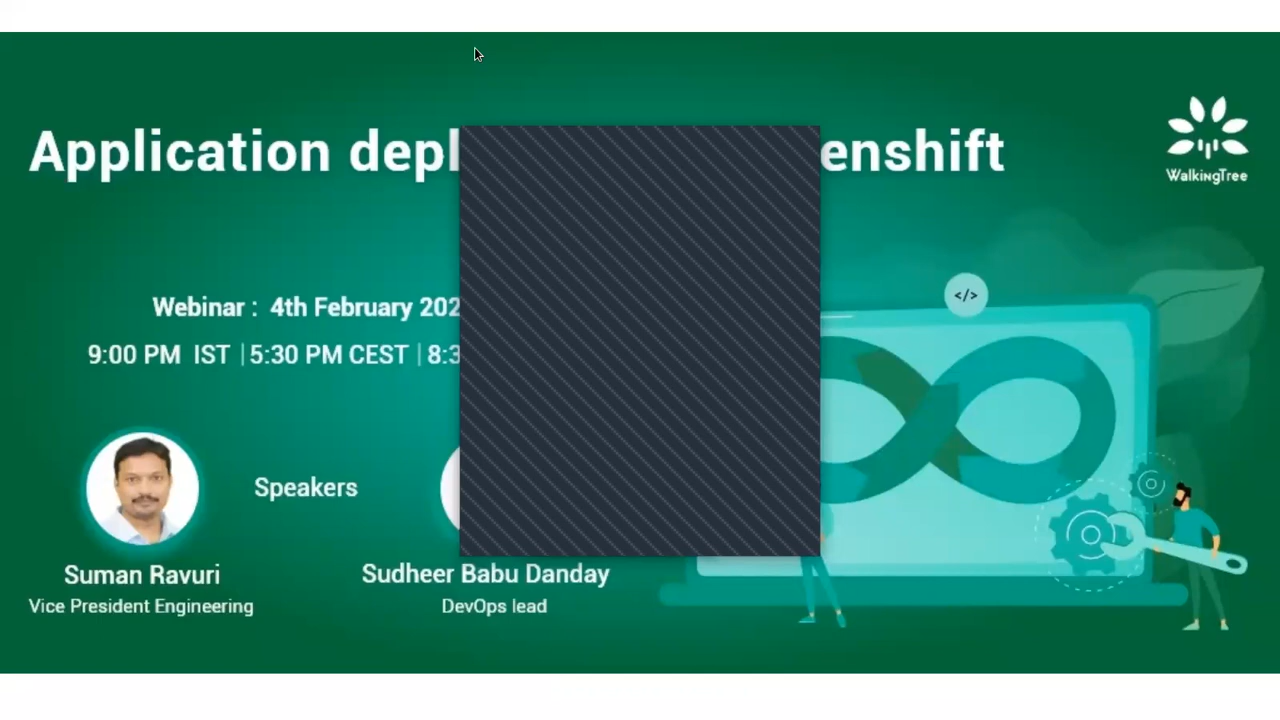 Application depl enshift
WalkingTree
Webinar : 4th February 202
9:00 PM IST | 5:30 PM CEST | 8:3
</>
Speakers
Suman Ravuri
Vice President Engineering
Sudheer Babu Danday
DevOps lead